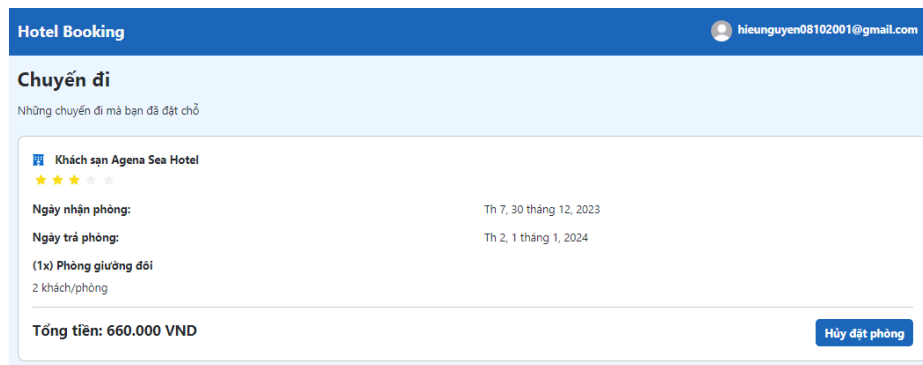 Hotel Booking
hieunguyen08102001@gmail.com
Chuyến đi
Những chuyến đi mà bạn đã đặt chỗ
Khách sạn Agena Sea Hotel
Ngày nhận phòng: Th 7, 30 tháng 12, 2023
Ngày trả phòng: Th 2, 1 tháng 1, 2024
(1x) Phòng giường đôi
2 khách/phòng
Tổng tiền: 660.000 VND
Hủy đặt phòng